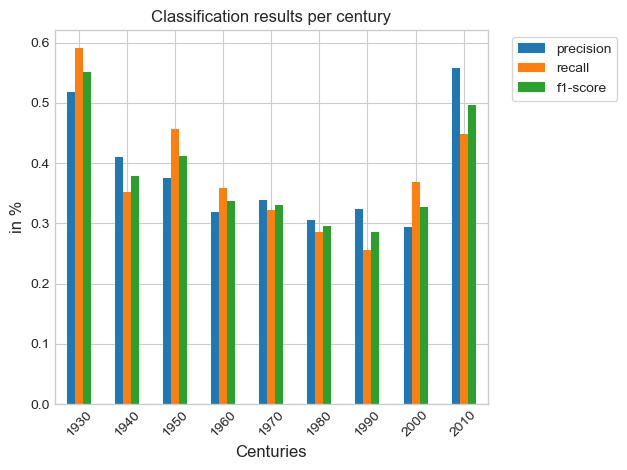 Classification results per century
in %
0.6
0.5
0.4
0.3
0.2
0.1
0.0
1930
1940
1950
1960
1970
1980
1990
2000
2010
Centuries
precision
recall
f1-score